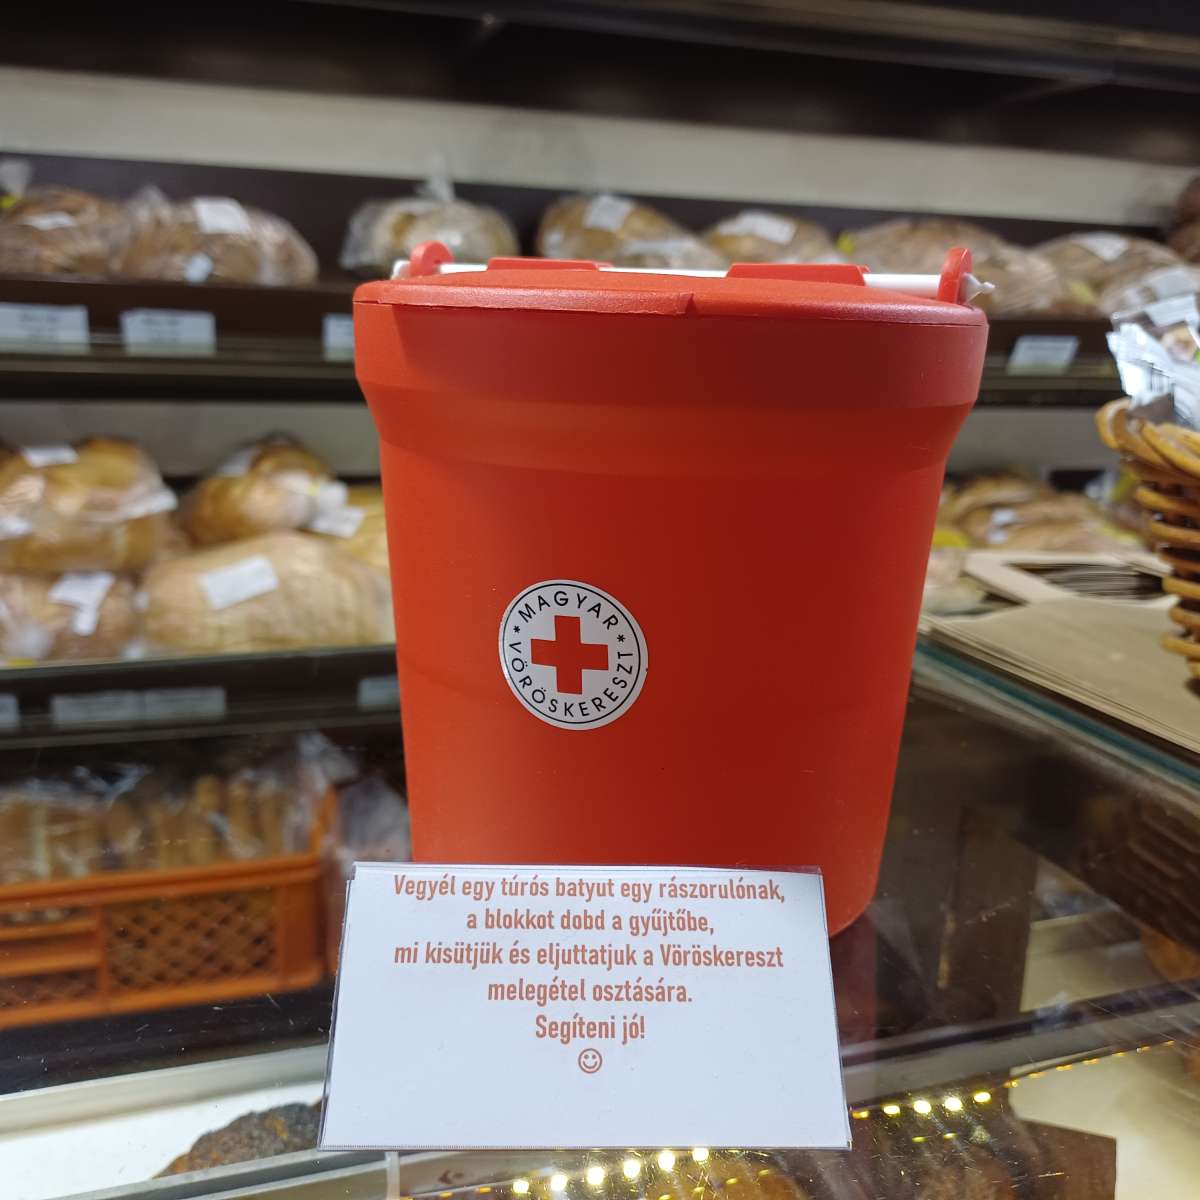 MAGYAR
VÖRÖSKERESZT
Vegyél egy túrós batyut egy rászorulónak,
a blokkot dobd a gyűjtőbe,
mi kisütjük és eljuttatjuk a Vöröskereszt
melegétel osztására.
Segíteni jó!